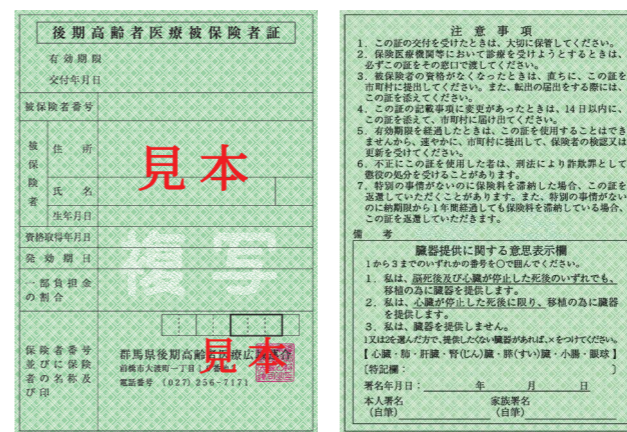 後期高齢者医療被保険者証
有効期限
交付年月日
被保険者番号
被保険者
住所
氏名
生年月日
見本
資格取得年月日
発効期日
複写
一部負担金
の割合
保険者番号
並びに保険
者の名称及
び印
群馬県後期高齢者医療広域連合
前橋市大渡町一丁目
電話番号 (027)256-7171
見本
注意事項
1. この証の交付を受けたときは、大切に保管してください。
2. 保険医療機関等において診療を受けようとするときは、
必ずこの証をその窓口で渡してください。
3. 被保険者の資格がなくなったときは、直ちに、この証を
市町村に提出してください。また、転出の届出をする際には、
この証を添えてください。
4. この証の記載事項に変更があったときは、14日以内に、
この証を添えて、市町村に届け出てください。
5. 有効期限を経過したときは、この証を使用することはでき
ませんから、速やかに、市町村に提出して、保険者の検認又は
更新を受けてください。
6. 不正にこの証を使用した者は、刑法により詐欺罪として
懲役の処分を受けることがあります。
7. 特別の事情がないのに保険料を滞納した場合、この証を
返還していただくことがあります。また、特別の事情がない
のに納期限から1年間経過しても保険料を滞納している場合、
この証を返還していただきます。
備考
臓器提供に関する意思表示欄
1から3までのいずれかの番号を○で囲んでください。
1. 私は、脳死後及び心臓が停止した死後のいずれでも、
移植の為に臓器を提供します。
2. 私は、心臓が停止した死後に限り、移植の為に臓器
を提供します。
3. 私は、臓器を提供しません。
1又は2を選んだ方で、提供したくない臓器があれば、×をつけてください。
【心臓・肺・肝臓・腎(じん)臓・膵(すい)臓・小腸・眼球】
〔特記欄： 〕
署名年月日： 年 月 日
本人署名 家族署名
(自筆) (自筆)